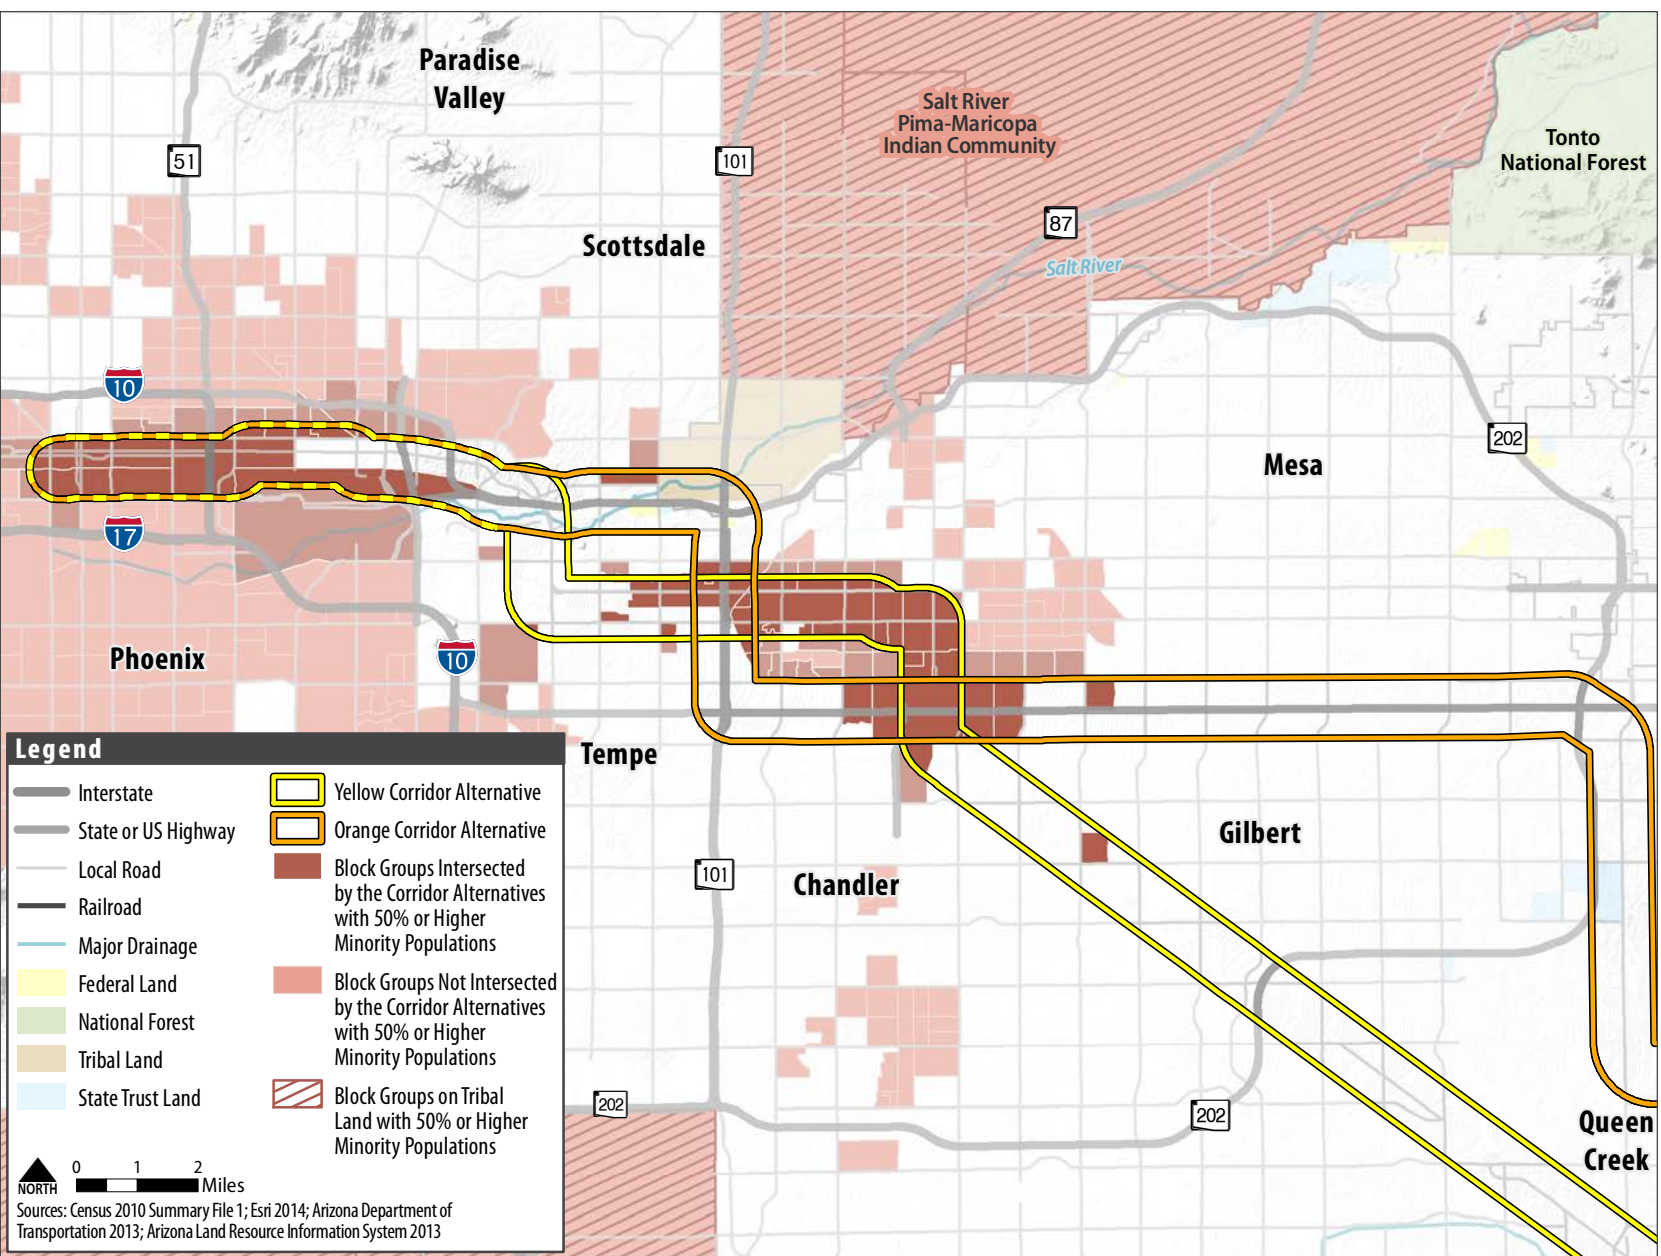 Paradise
Valley
Salt River
Pima-Maricopa
Indian Community
Tonto
National Forest
51
101
87
Scottsdale
Salt River
10
202
Mesa
17
Phoenix
10
Tempe
Gilbert
101
Chandler
202
202
Queen
Creek
Legend
Interstate
State or US Highway
Local Road
Railroad
Major Drainage
Federal Land
National Forest
Tribal Land
State Trust Land
Yellow Corridor Alternative
Orange Corridor Alternative
Block Groups Intersected
by the Corridor Alternatives
with 50% or Higher
Minority Populations
Block Groups Not Intersected
by the Corridor Alternatives
with 50% or Higher
Minority Populations
Block Groups on Tribal
Land with 50% or Higher
Minority Populations
NORTH
0 1 2
Miles
Sources: Census 2010 Summary File 1; Esri 2014; Arizona Department of
Transportation 2013; Arizona Land Resource Information System 2013